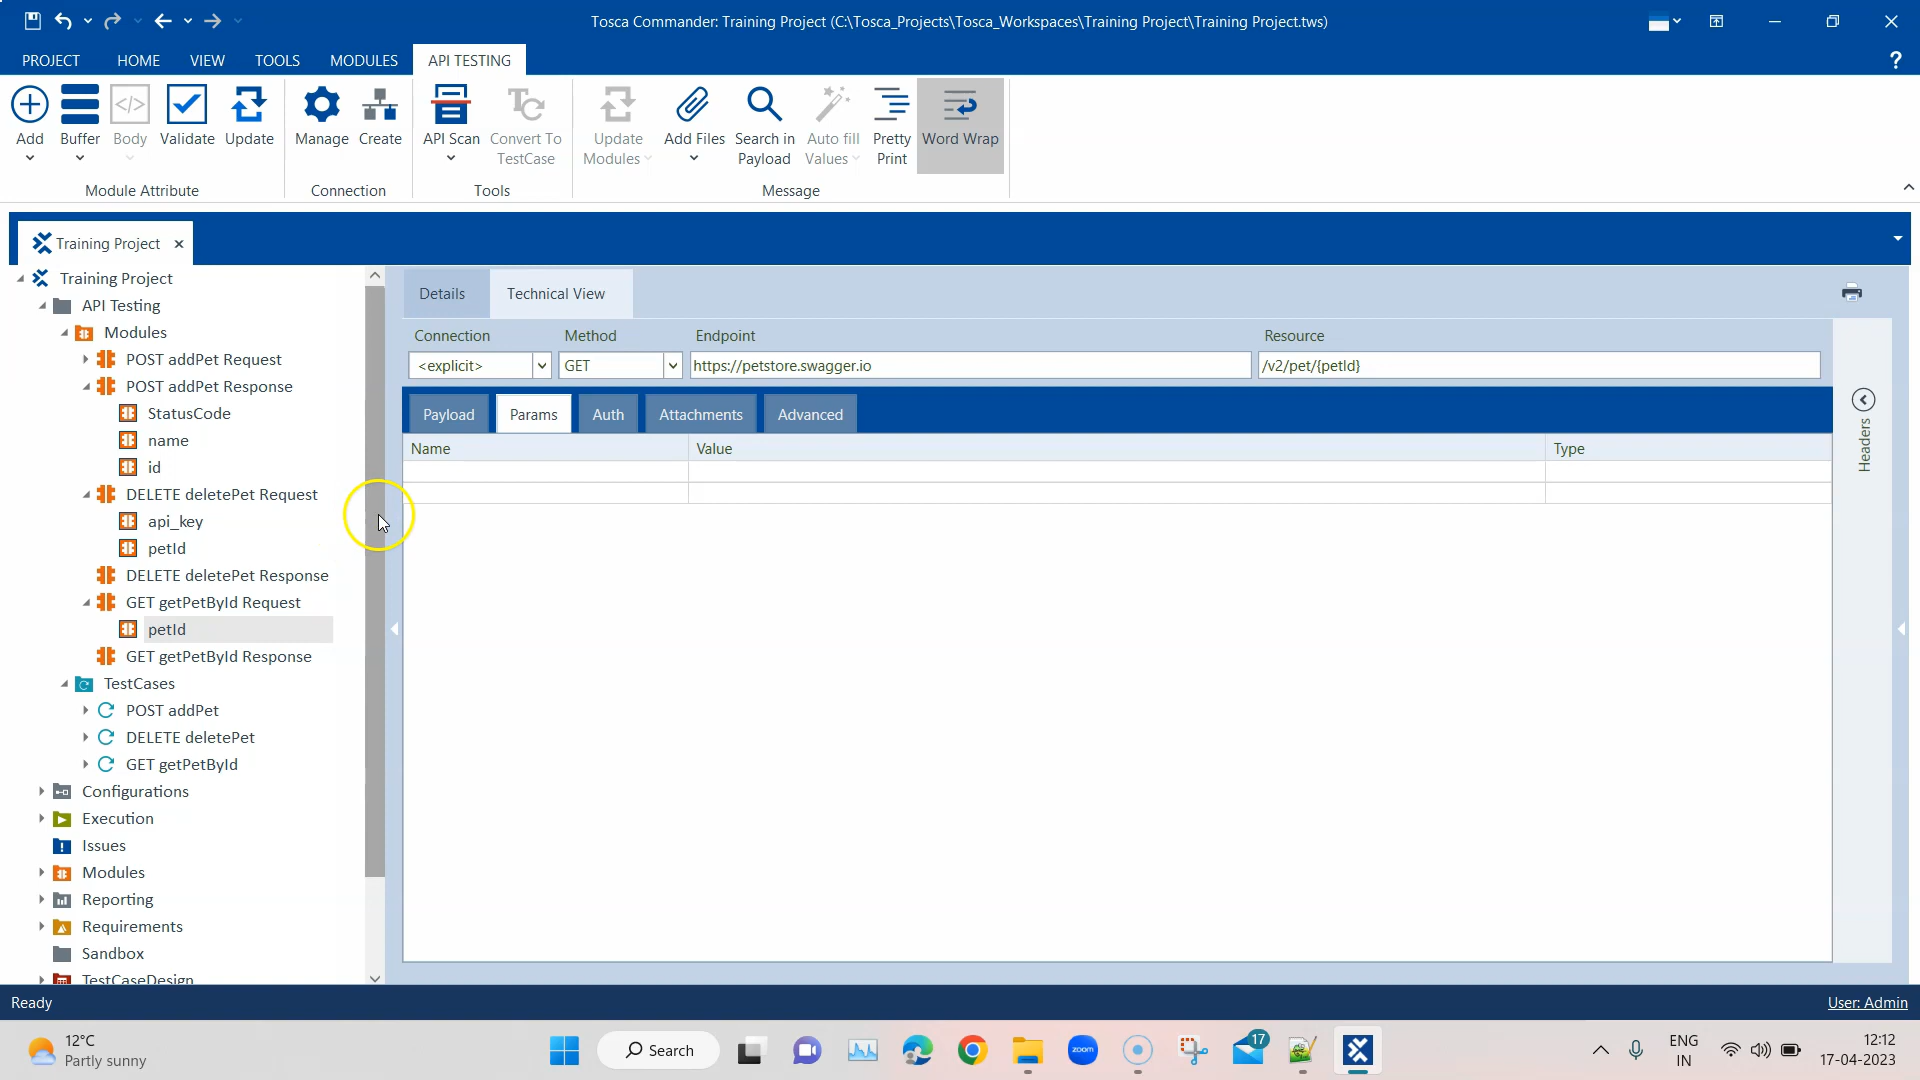 Tosca Commander: Training Project (C:\Tosca_Projects\Tosca_Workspaces\Training Project\Training Project.tws)
PROJECT HOME VIEW TOOLS MODULES API TESTING ?
Add Buffer </> Body Validate Update Manage Create API Scan Convert To TestCase Update Modules Add Files Search in Payload Auto fill Values Pretty Print Word Wrap
Module Attribute Connection Tools Message
Training Project
Training Project
API Testing
Modules
POST addPet Request
POST addPet Response
StatusCode
name
id
DELETE deletePet Request
api_key
petId
DELETE deletePet Response
GET getPetById Request
petId
GET getPetById Response
TestCases
POST addPet
DELETE deletePet
GET getPetById
Configurations
Execution
Issues
Modules
Reporting
Requirements
Sandbox
TestCaseDesign
Details Technical View
Connection Method Endpoint Resource
<explicit> GET https://petstore.swagger.io /v2/pet/{petId}
Payload Params Auth Attachments Advanced
Name Value Type
Headers
Ready User: Admin
12°C
Partly sunny
Search
zoom
17
ENG
IN
12:12
17-04-2023